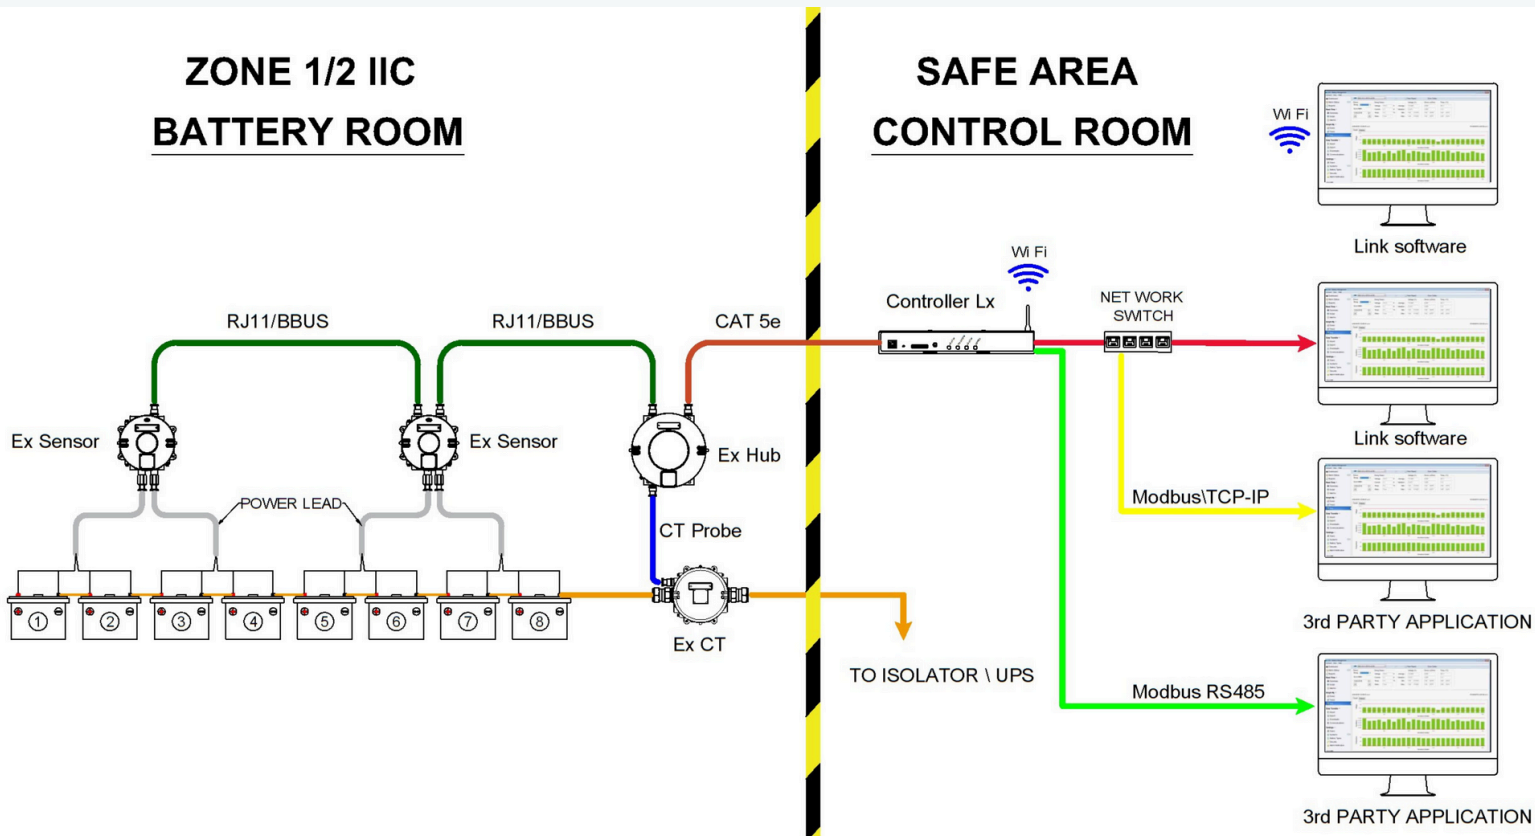 ZONE 1/2 IIC
BATTERY ROOM
SAFE AREA
CONTROL ROOM
Wi Fi
Link software
Wi Fi
Controller Lx
NET WORK
SWITCH
RJ11/BBUS
RJ11/BBUS
CAT 5e
Link software
Ex Sensor
Ex Sensor
Ex Hub
POWER LEAD
CT Probe
Modbus\TCP-IP
1
2
3
4
5
6
7
8
Ex CT
3rd PARTY APPLICATION
TO ISOLATOR \ UPS
Modbus RS485
3rd PARTY APPLICATION